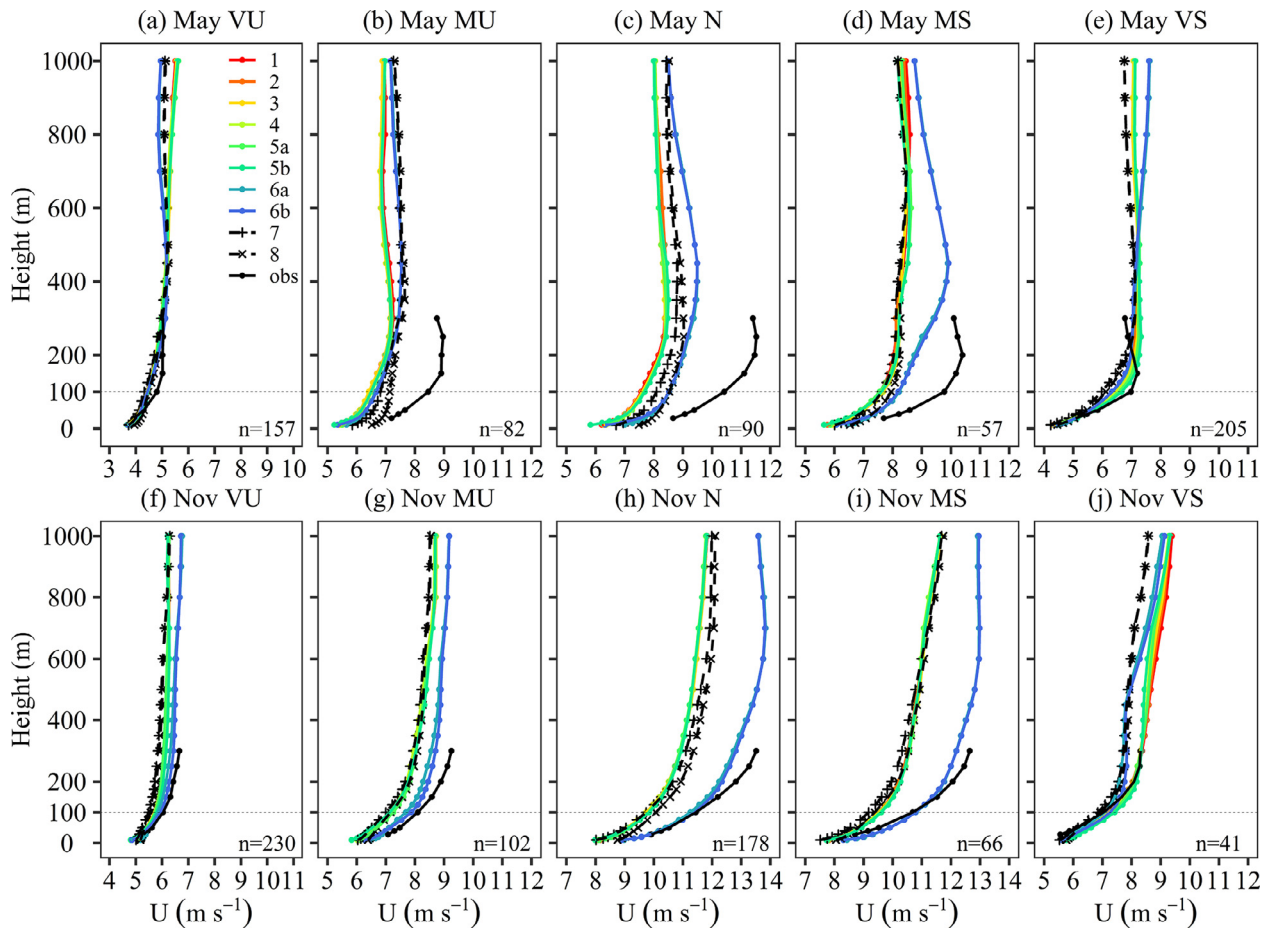 (a) May VU (b) May MU (c) May N (d) May MS (e) May VS
1000
800
600
400
200
100
0
Height (m)
1
2
3
4
5a
5b
6a
6b
7
8
obs
n=157 n=82 n=90 n=57 n=205
3 4 5 6 7 8 9 10 5 6 7 8 9 10 11 12 5 6 7 8 9 10 11 12 5 6 7 8 9 10 11 12 4 5 6 7 8 9 10 11
(f) Nov VU (g) Nov MU (h) Nov N (i) Nov MS (j) Nov VS
1000
800
600
400
200
100
0
Height (m)
n=230 n=102 n=178 n=66 n=41
4 5 6 7 8 9 10 11 5 6 7 8 9 10 11 12 7 8 9 10 11 12 13 14 7 8 9 10 11 12 13 14 5 6 7 8 9 10 11 12
U (m s⁻¹) U (m s⁻¹) U (m s⁻¹) U (m s⁻¹) U (m s⁻¹)